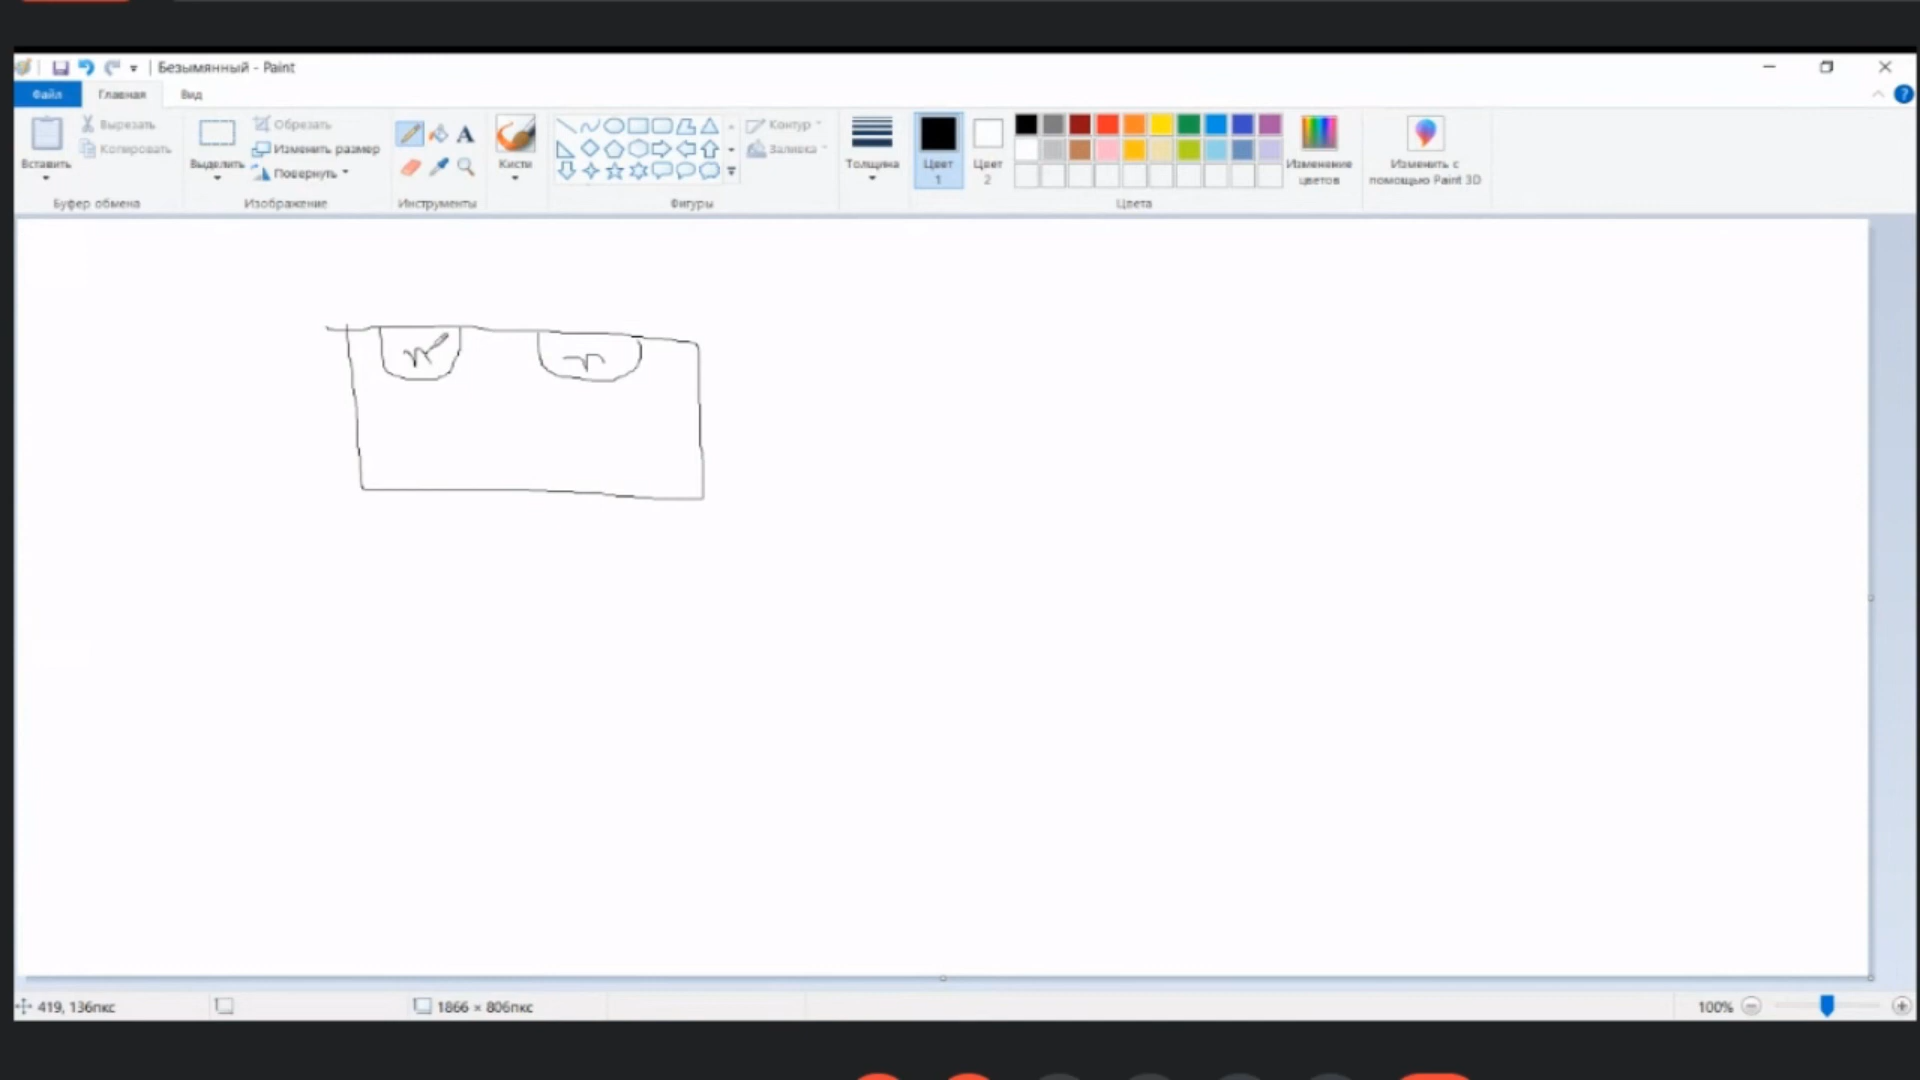 Безымянный - Paint
Файл Главная Вид
Вставить
Вырезать
Копировать
Буфер обмена
Выделить
Обрезать
Изменить размер
Повернуть
Изображение
A
Инструменты
Кисти
Фигуры
Контур
Заливка
Толщина
Цвет
1
Цвет
2
Цвета
Изменение
цветов
Изменить с
помощью Paint 3D
?
n
n
419, 136пкс
1866 × 806пкс
100%